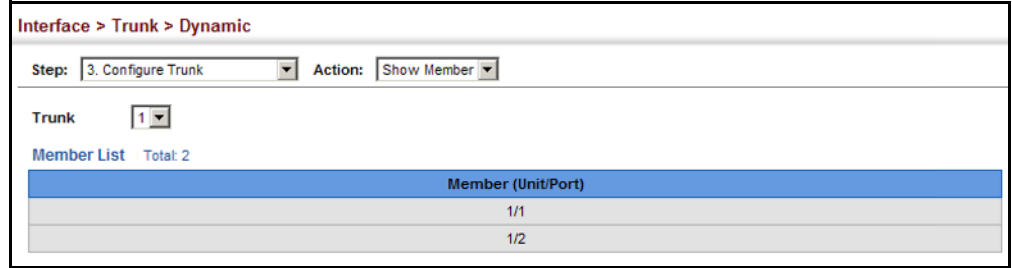 Interface > Trunk > Dynamic
Step: 3. Configure Trunk Action: Show Member
Trunk 1
Member List Total: 2
Member (Unit/Port)
1/1
1/2